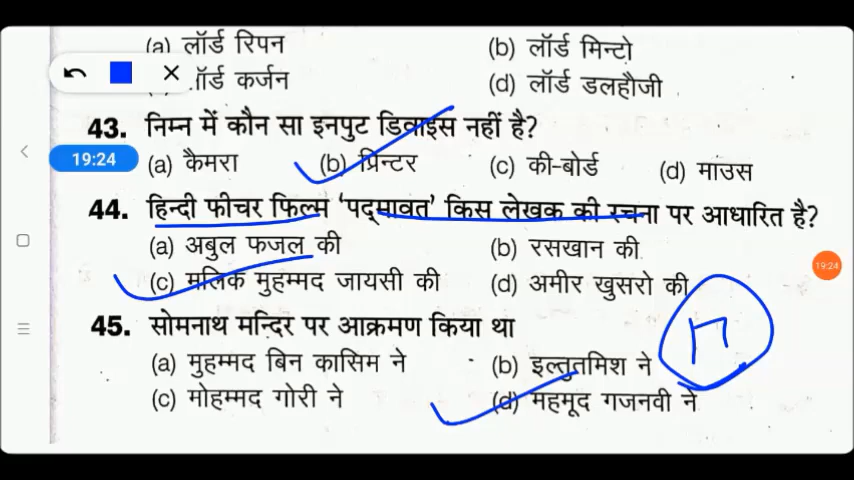 (a) लॉर्ड रिपन (b) लॉर्ड मिन्टो
लॉर्ड कर्जन (d) लॉर्ड डलहौजी
43. निम्न में कौन सा इनपुट डिवाइस नहीं है?
19:24 (a) कैमरा (b) प्रिन्टर (c) की-बोर्ड (d) माउस
44. हिन्दी फीचर फिल्म 'पद्मावत' किस लेखक की रचना पर आधारित है?
(a) अबुल फजल की (b) रसखान की
19:24
(c) मलिक मुहम्मद जायसी की (d) अमीर खुसरो की
45. सोमनाथ मन्दिर पर आक्रमण किया था
(a) मुहम्मद बिन कासिम ने (b) इल्तुतमिश ने
(c) मोहम्मद गोरी ने (d) महमूद गजनवी ने